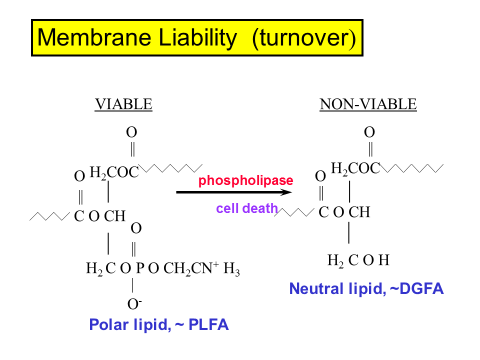 Membrane Liability (turnover)
VIABLE
NON-VIABLE
O
||
H₂COC
O
||
C O CH
O
||
H₂ C O P O CH₂CN⁺ H₃
|
O⁻
Polar lipid, ~ PLFA
phospholipase
cell death
O
||
H₂COC
O
||
C O CH
H₂ C O H
Neutral lipid, ~DGFA